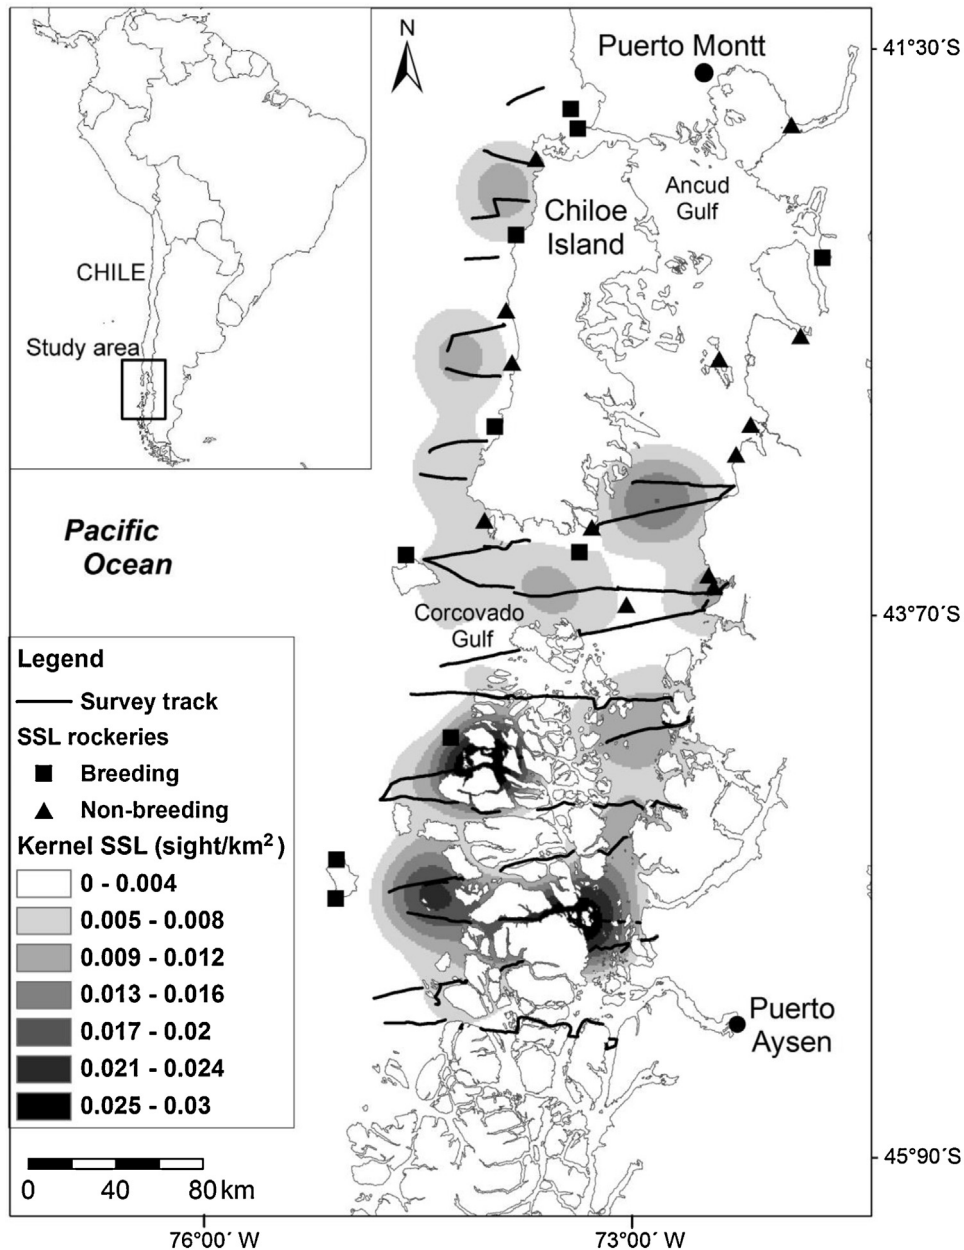 N
Puerto Montt
41°30´S
Ancud
Gulf
Chiloe
Island
CHILE
Study area
Pacific
Ocean
43°70´S
Corcovado
Gulf
Legend
Survey track
SSL rockeries
Breeding
Non-breeding
Kernel SSL (sight/km²)
0 - 0.004
0.005 - 0.008
0.009 - 0.012
0.013 - 0.016
0.017 - 0.02
0.021 - 0.024
0.025 - 0.03
Puerto
Aysen
0 40 80 km
45°90´S
76°00´ W 73°00´ W